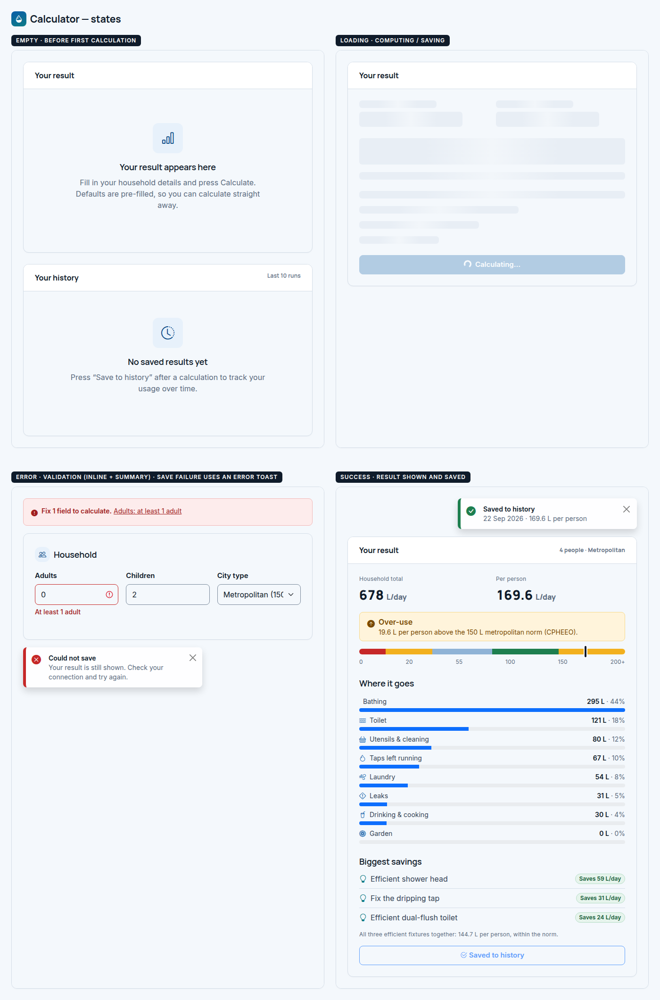 Calculator – states
EMPTY · BEFORE FIRST CALCULATION
Your result
Your result appears here
Fill in your household details and press Calculate.
Defaults are pre-filled, so you can calculate straight
away.
Your history
Last 10 runs
No saved results yet
Press “Save to history” after a calculation to track your
usage over time.
LOADING · COMPUTING / SAVING
Your result
Calculating...
ERROR · VALIDATION (INLINE + SUMMARY) · SAVE FAILURE USES AN ERROR TOAST
Fix 1 field to calculate. Adults: at least 1 adult
Household
Adults
Children
City type
0
2
Metropolitan (150
At least 1 adult
Could not save
Your result is still shown. Check your
connection and try again.
SUCCESS · RESULT SHOWN AND SAVED
Saved to history
22 Sep 2026 · 169.6 L per person
Your result
4 people · Metropolitan
Household total
Per person
678 L/day
169.6 L/day
Over-use
19.6 L per person above the 150 L metropolitan norm (CPHEEO).
0 20 55 100 150 200+
Where it goes
Bathing 295 L · 44%
Toilet 121 L · 18%
Utensils & cleaning 80 L · 12%
Taps left running 67 L · 10%
Laundry 54 L · 8%
Leaks 31 L · 5%
Drinking & cooking 30 L · 4%
Garden 0 L · 0%
Biggest savings
Efficient shower head Saves 59 L/day
Fix the dripping tap Saves 31 L/day
Efficient dual-flush toilet Saves 24 L/day
All three efficient fixtures together: 144.7 L per person, within the norm.
Saved to history